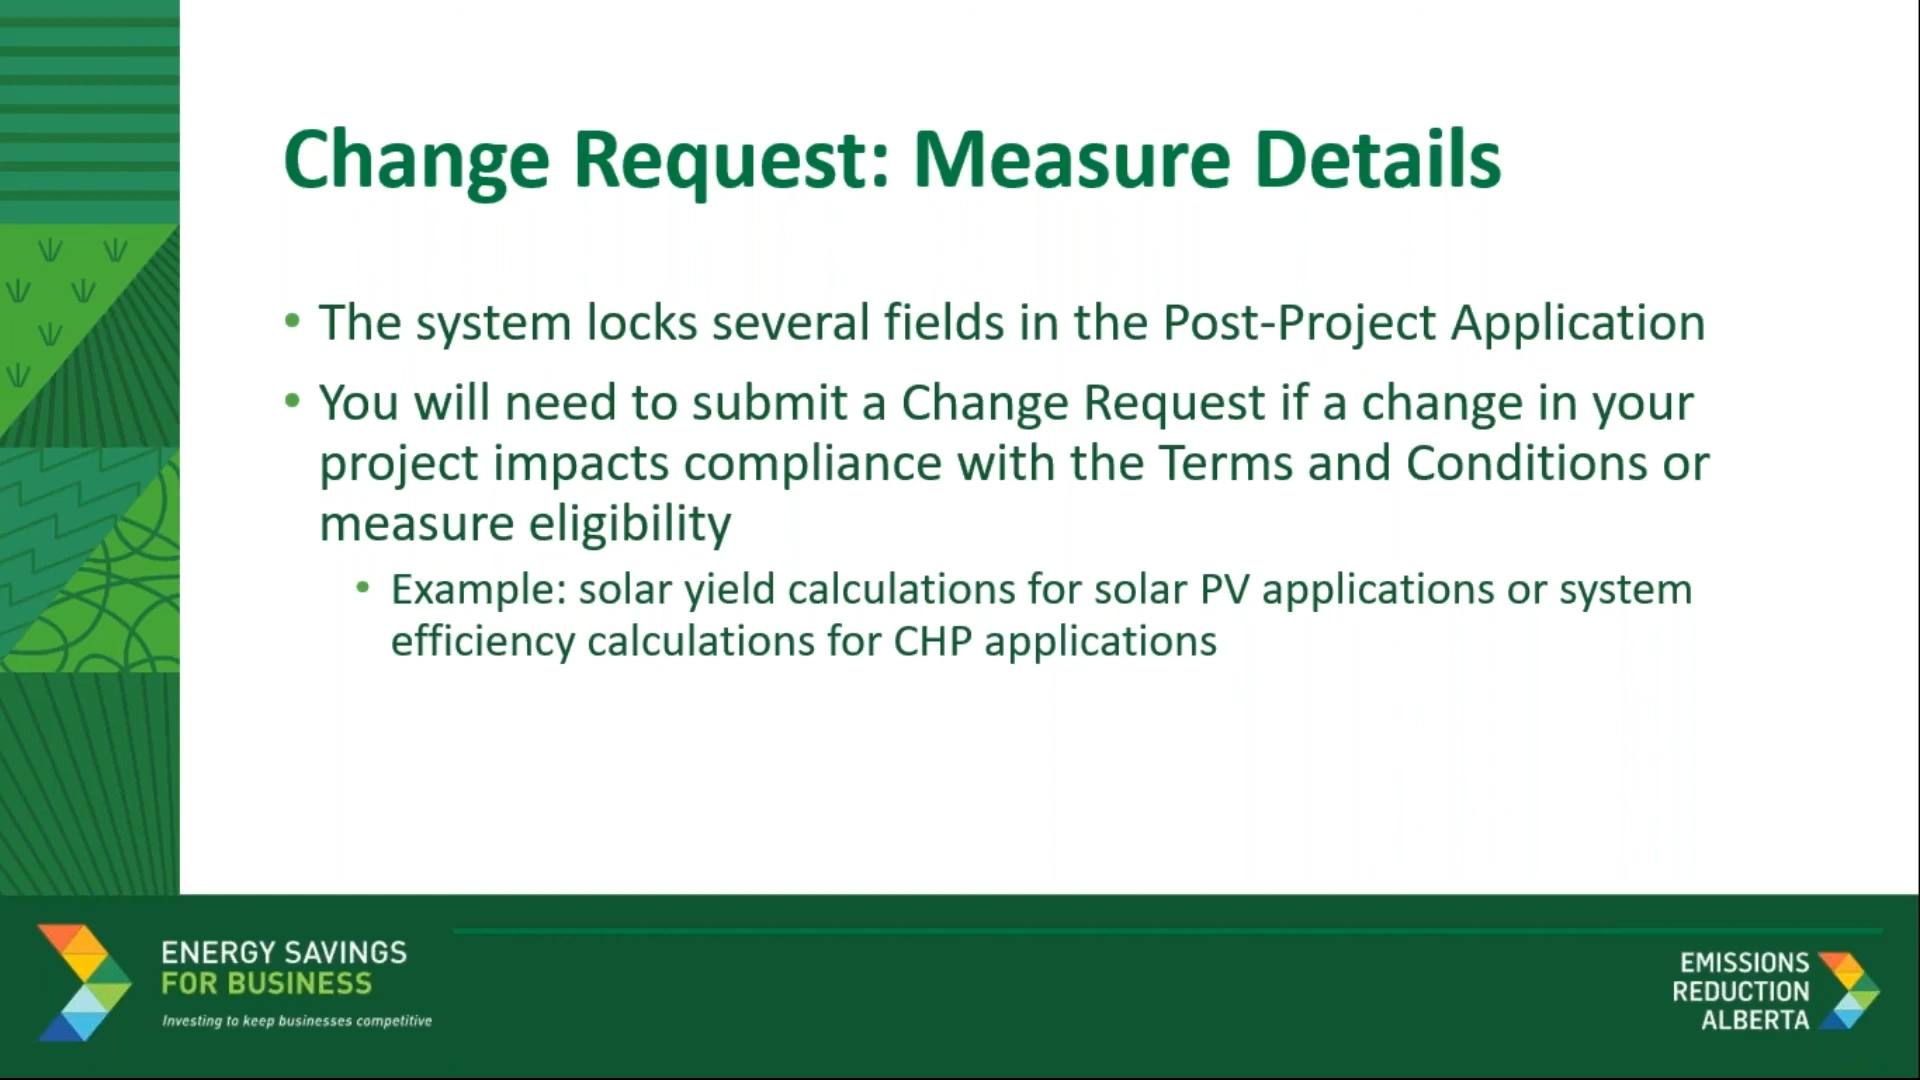 Change Request: Measure Details
• The system locks several fields in the Post-Project Application
• You will need to submit a Change Request if a change in your
project impacts compliance with the Terms and Conditions or
measure eligibility
• Example: solar yield calculations for solar PV applications or system
efficiency calculations for CHP applications
ENERGY SAVINGS
FOR BUSINESS
Investing to keep businesses competitive
EMISSIONS
REDUCTION
ALBERTA